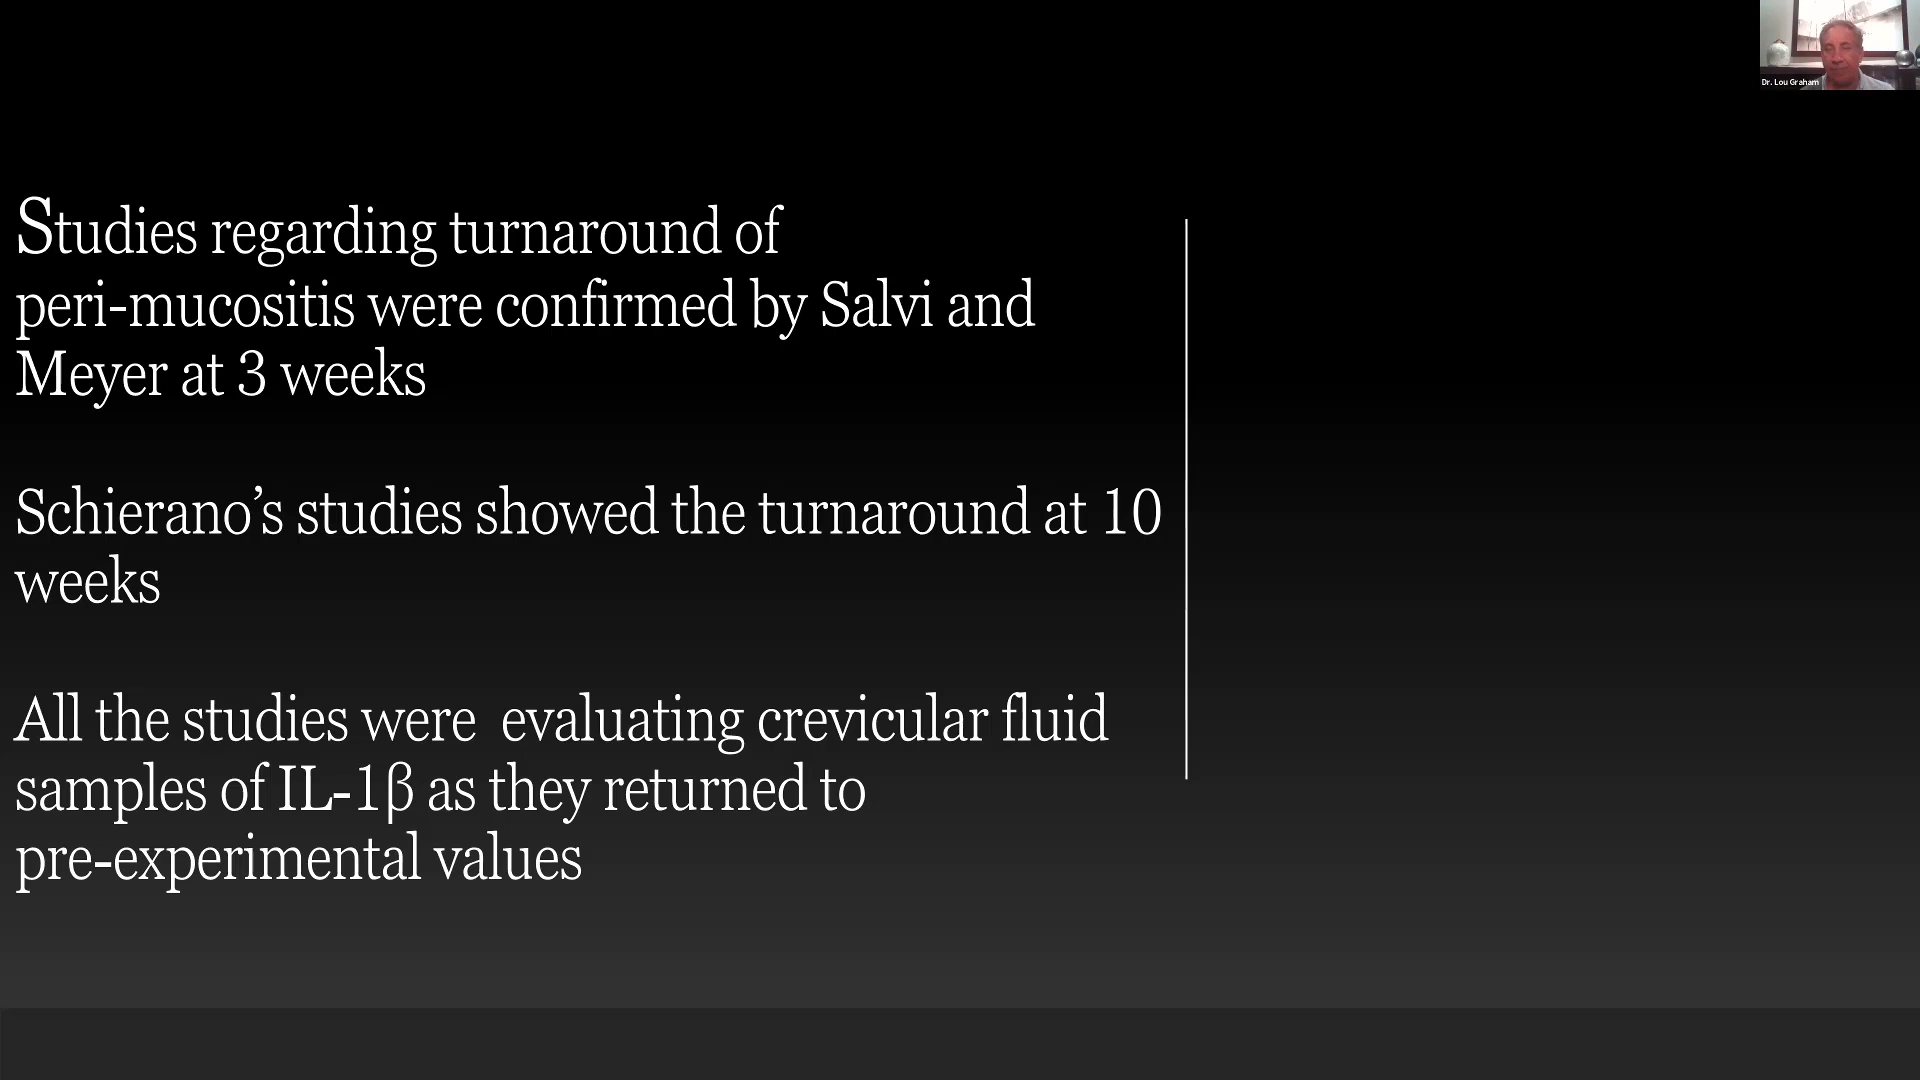 Dr. Lou Graham
Studies regarding turnaround of
peri-mucositis were confirmed by Salvi and
Meyer at 3 weeks
Schierano’s studies showed the turnaround at 10
weeks
All the studies were  evaluating crevicular fluid
samples of IL-1β as they returned to
pre-experimental values